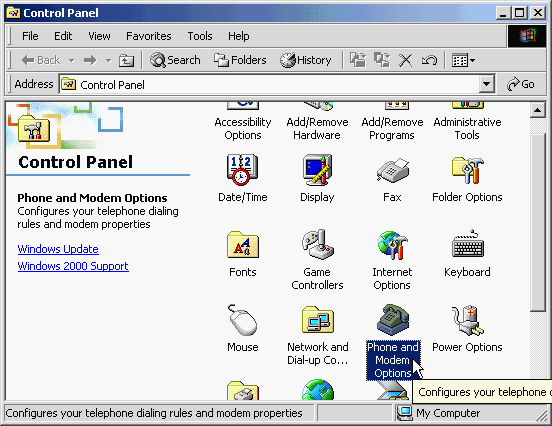 Control Panel
File Edit View Favorites Tools Help
Back Search Folders History
Address Control Panel Go
Control Panel
Phone and Modem Options
Configures your telephone dialing
rules and modem properties
Windows Update
Windows 2000 Support
Accessibility Options
Add/Remove Hardware
Add/Remove Programs
Administrative Tools
1 2
Date/Time
Display
Fax
Folder Options
Fonts
Game Controllers
Internet Options
Keyboard
Mouse
Network and Dial-up Co...
Phone and Modem Options
Power Options
Configures your telephone d
Configures your telephone dialing rules and modem properties My Computer